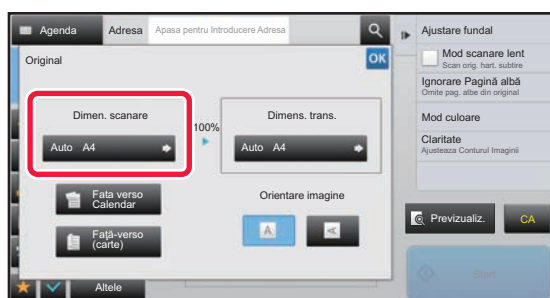 Agenda
Adresa
Apasa pentru Introducere Adresa
Original
OK
Dimen. scanare
Auto A4
100%
Dimens. trans.
Auto A4
Fata verso
Calendar
Faţă-verso
(carte)
Orientare imagine
A
A
Altele
Ajustare fundal
Mod scanare lent
Scan orig. hart. subtire
Ignorare Pagină albă
Omite pag. albe din original
Mod culoare
Claritate
Ajusteaza Conturul Imaginii
Previzualiz.
CA
Start